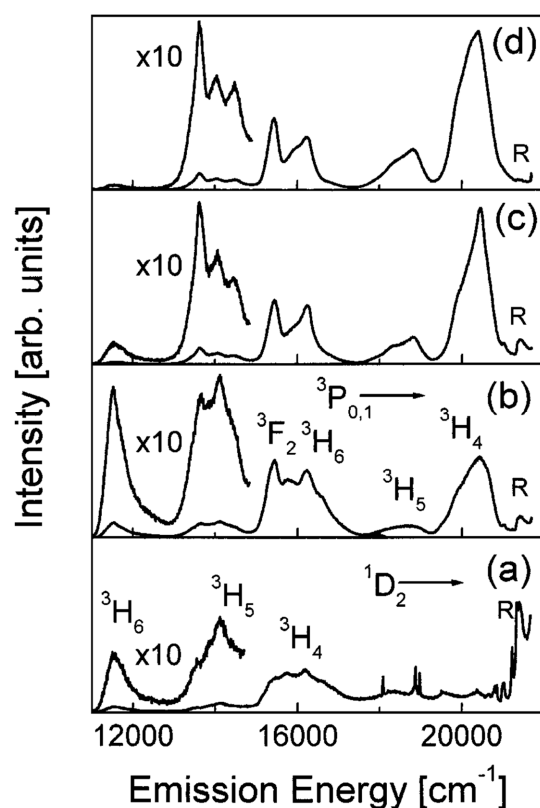 (d)
x10
R
(c)
x10
R
(b)
³P₀,₁
x10
³F₂ ³H₆
³H₄
³H₅
R
(a)
¹D₂
R
³H₆
³H₅
x10
³H₄
12000 16000 20000
Emission Energy [cm⁻¹]
Intensity [arb. units]